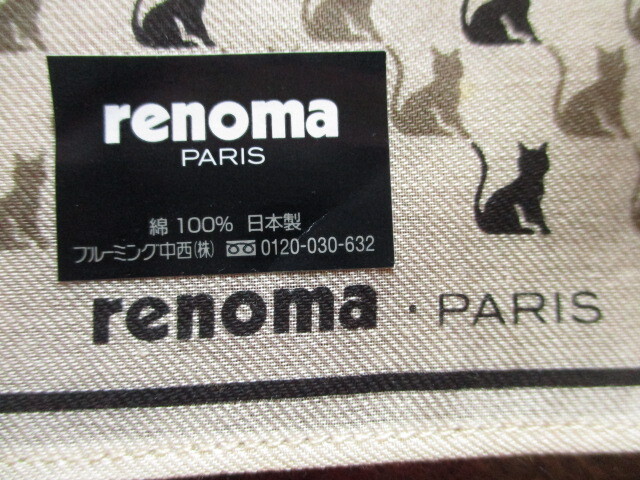 renoma
PARIS
綿 100% 日本製
ブルーミング中西(株) 0120-030-632
renoma · PARIS